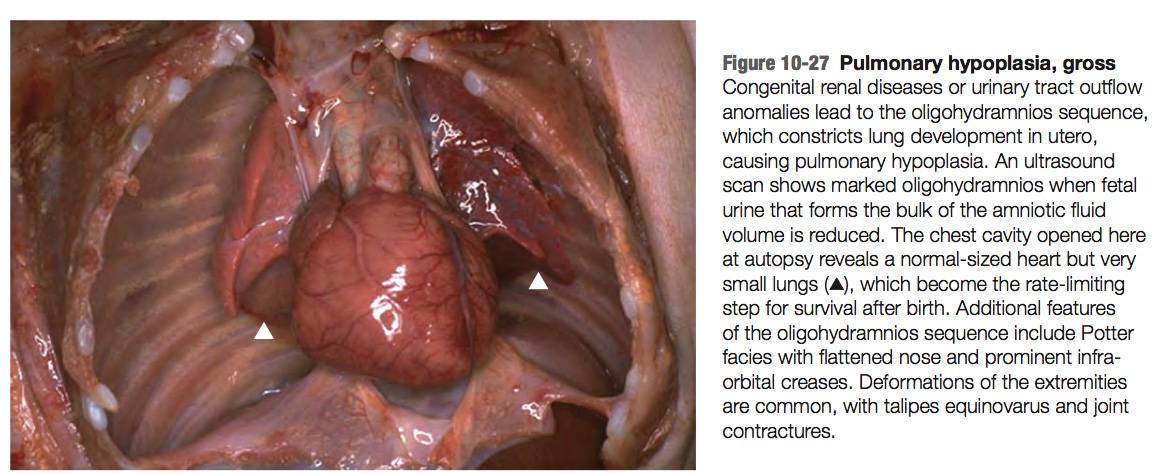 Figure 10-27 Pulmonary hypoplasia, gross
Congenital renal diseases or urinary tract outflow
anomalies lead to the oligohydramnios sequence,
which constricts lung development in utero,
causing pulmonary hypoplasia. An ultrasound
scan shows marked oligohydramnios when fetal
urine that forms the bulk of the amniotic fluid
volume is reduced. The chest cavity opened here
at autopsy reveals a normal-sized heart but very
small lungs (▲), which become the rate-limiting
step for survival after birth. Additional features
of the oligohydramnios sequence include Potter
facies with flattened nose and prominent infra-
orbital creases. Deformations of the extremities
are common, with talipes equinovarus and joint
contractures.